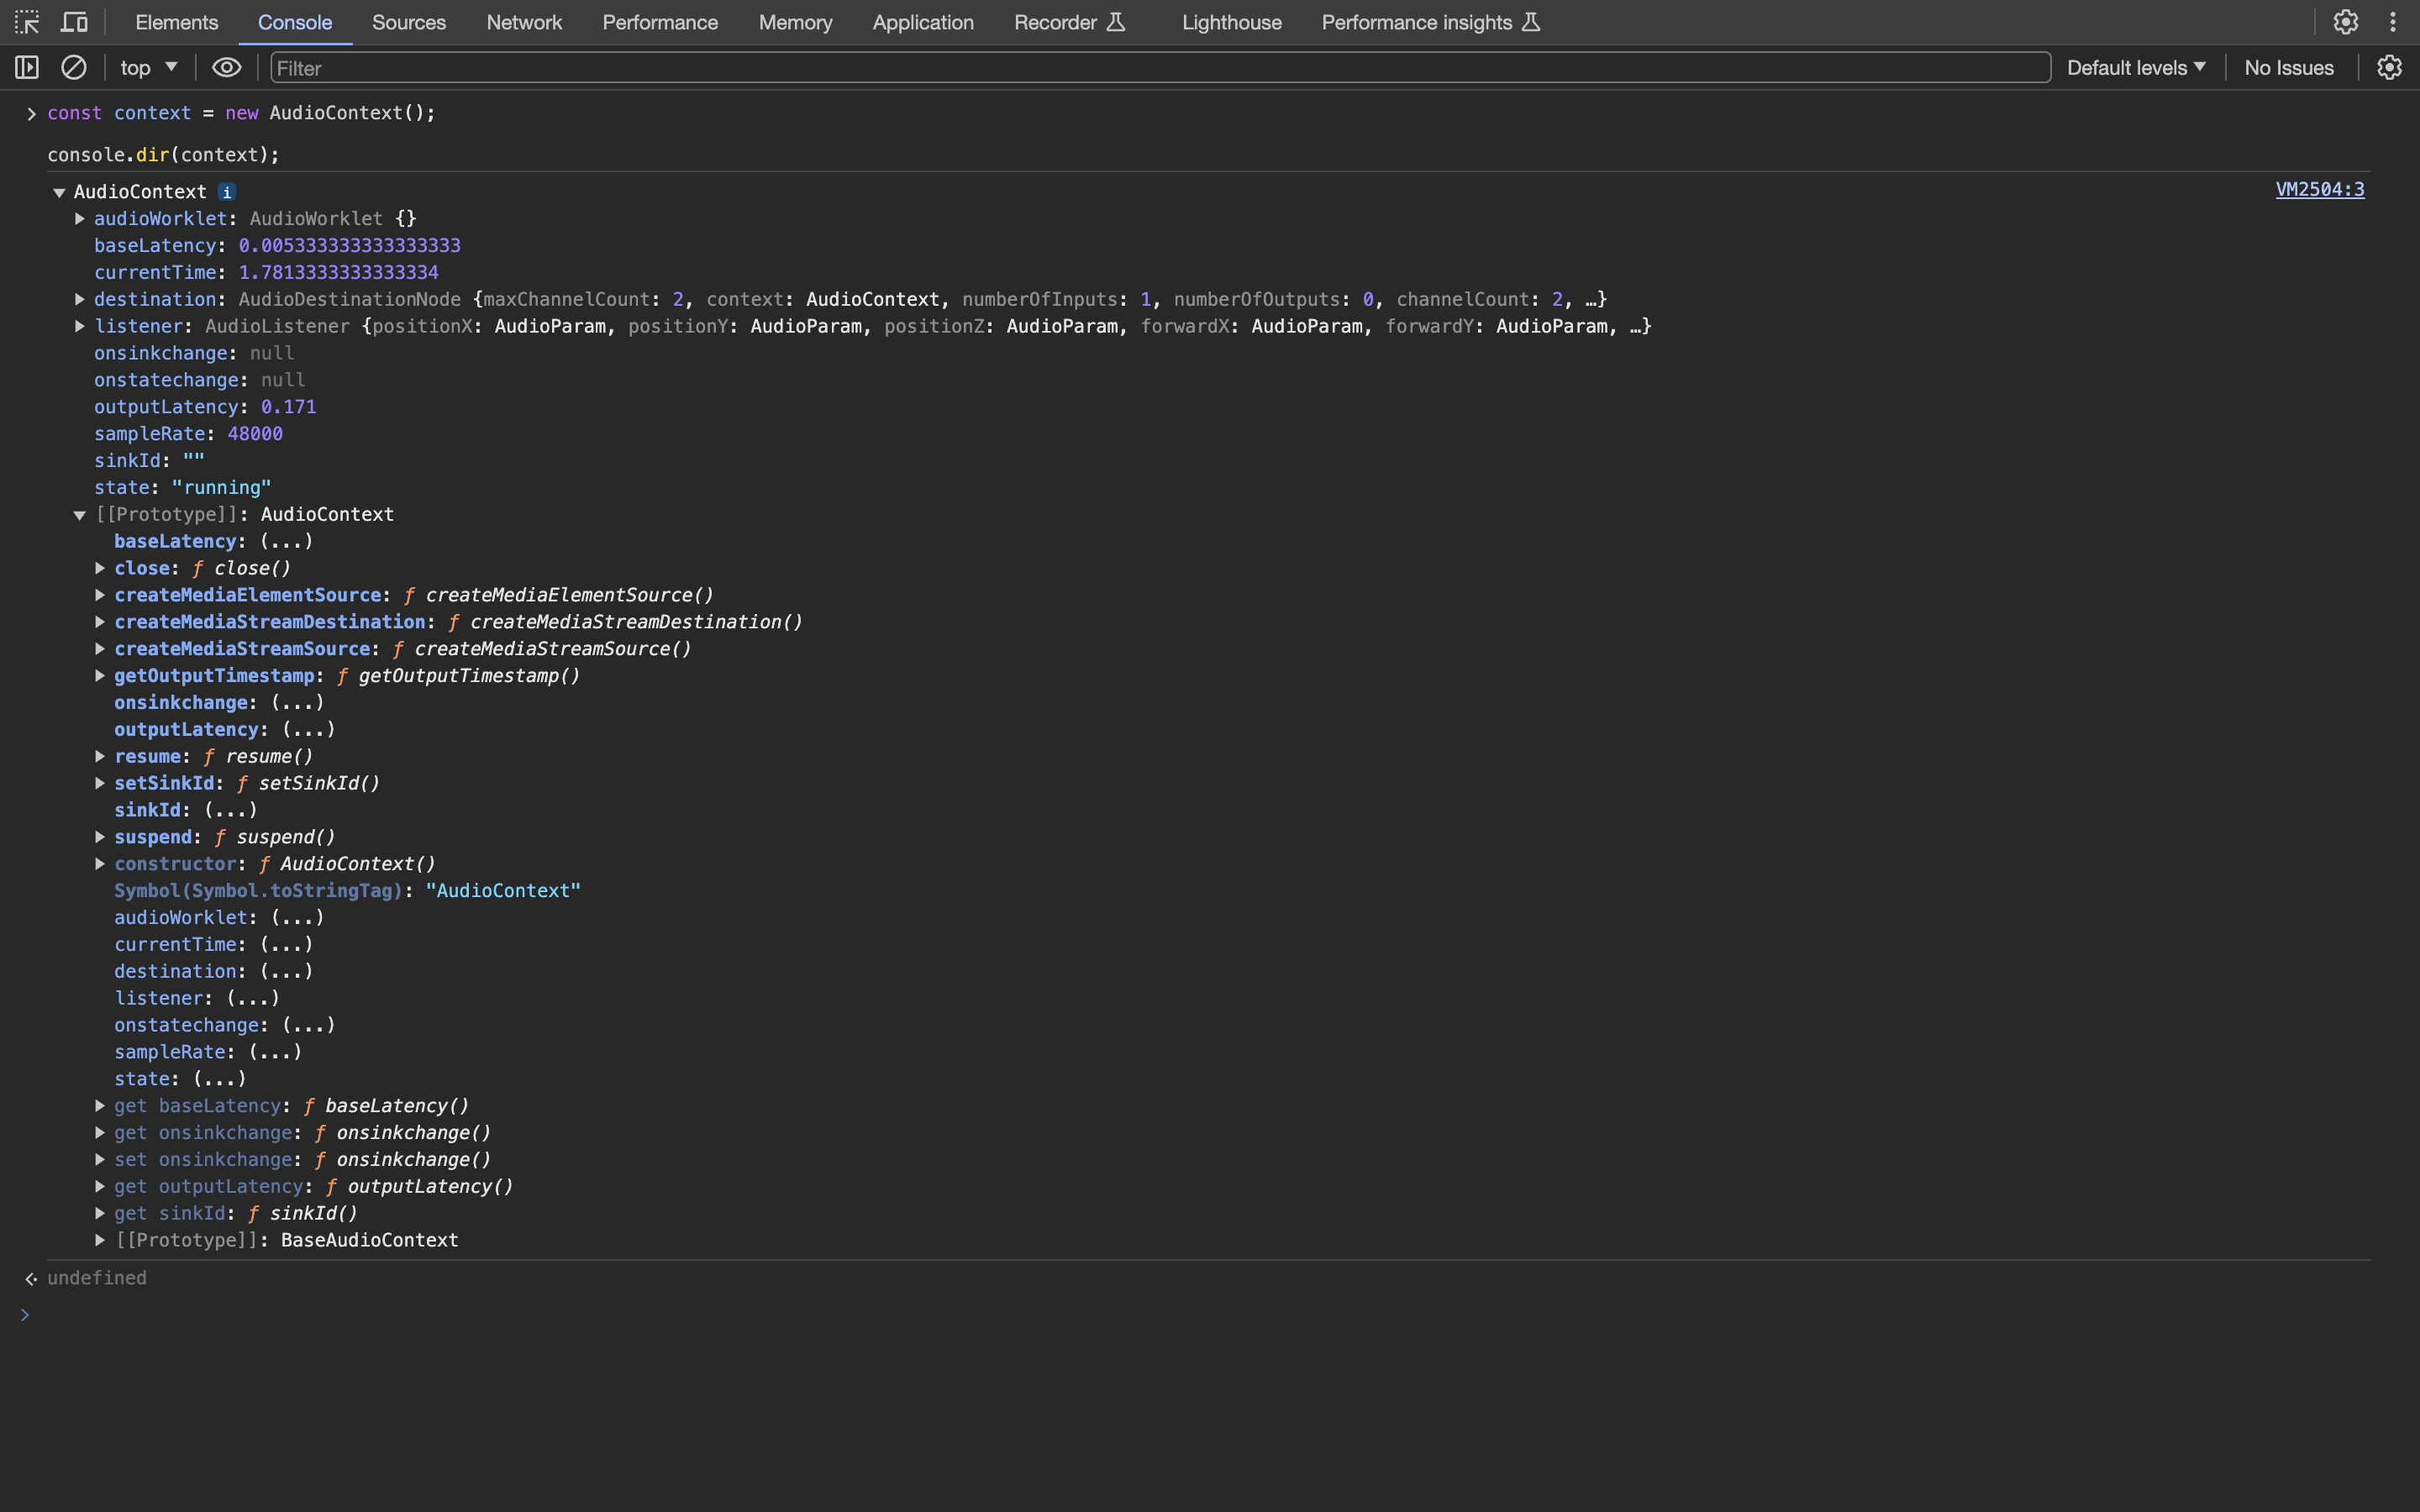 Elements Console Sources Network Performance Memory Application Recorder Lighthouse Performance insights
top Filter Default levels No Issues
const context = new AudioContext();
console.dir(context);
AudioContext i VM2504:3
audioWorklet: AudioWorklet {}
baseLatency: 0.005333333333333333
currentTime: 1.7813333333333334
destination: AudioDestinationNode {maxChannelCount: 2, context: AudioContext, numberOfInputs: 1, numberOfOutputs: 0, channelCount: 2, …}
listener: AudioListener {positionX: AudioParam, positionY: AudioParam, positionZ: AudioParam, forwardX: AudioParam, forwardY: AudioParam, …}
onsinkchange: null
onstatechange: null
outputLatency: 0.171
sampleRate: 48000
sinkId: ""
state: "running"
[[Prototype]]: AudioContext
baseLatency: (...)
close: ƒ close()
createMediaElementSource: ƒ createMediaElementSource()
createMediaStreamDestination: ƒ createMediaStreamDestination()
createMediaStreamSource: ƒ createMediaStreamSource()
getOutputTimestamp: ƒ getOutputTimestamp()
onsinkchange: (...)
outputLatency: (...)
resume: ƒ resume()
setSinkId: ƒ setSinkId()
sinkId: (...)
suspend: ƒ suspend()
constructor: ƒ AudioContext()
Symbol(Symbol.toStringTag): "AudioContext"
audioWorklet: (...)
currentTime: (...)
destination: (...)
listener: (...)
onstatechange: (...)
sampleRate: (...)
state: (...)
get baseLatency: ƒ baseLatency()
get onsinkchange: ƒ onsinkchange()
set onsinkchange: ƒ onsinkchange()
get outputLatency: ƒ outputLatency()
get sinkId: ƒ sinkId()
[[Prototype]]: BaseAudioContext
undefined